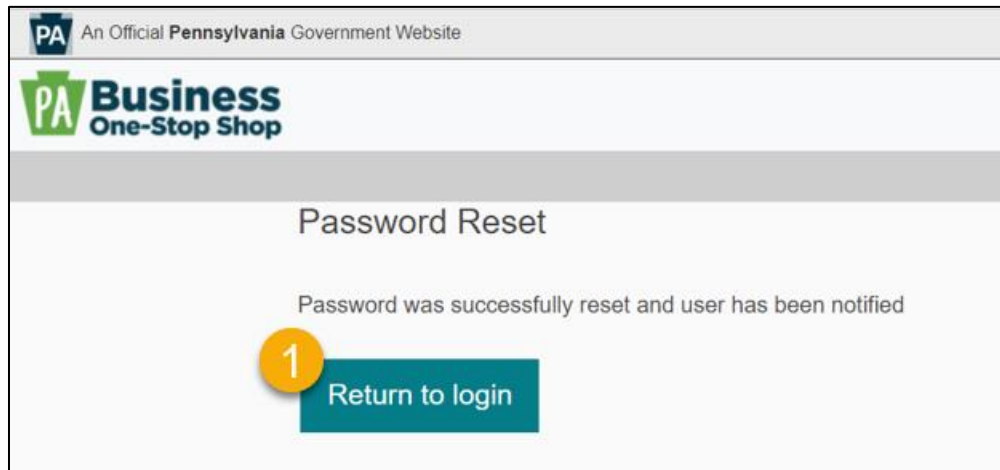 PA An Official Pennsylvania Government Website
PA Business
One-Stop Shop
Password Reset
Password was successfully reset and user has been notified
1
Return to login